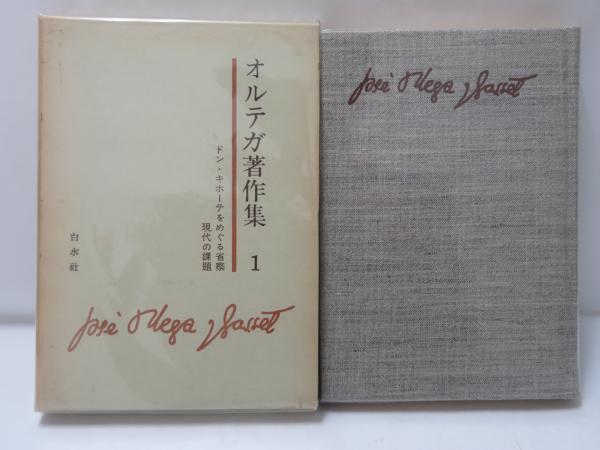 オルテガ著作集 1
ドン・キホーテをめぐる省察
現代の課題
白水社
José Ortega y Gasset
José Ortega y Gasset